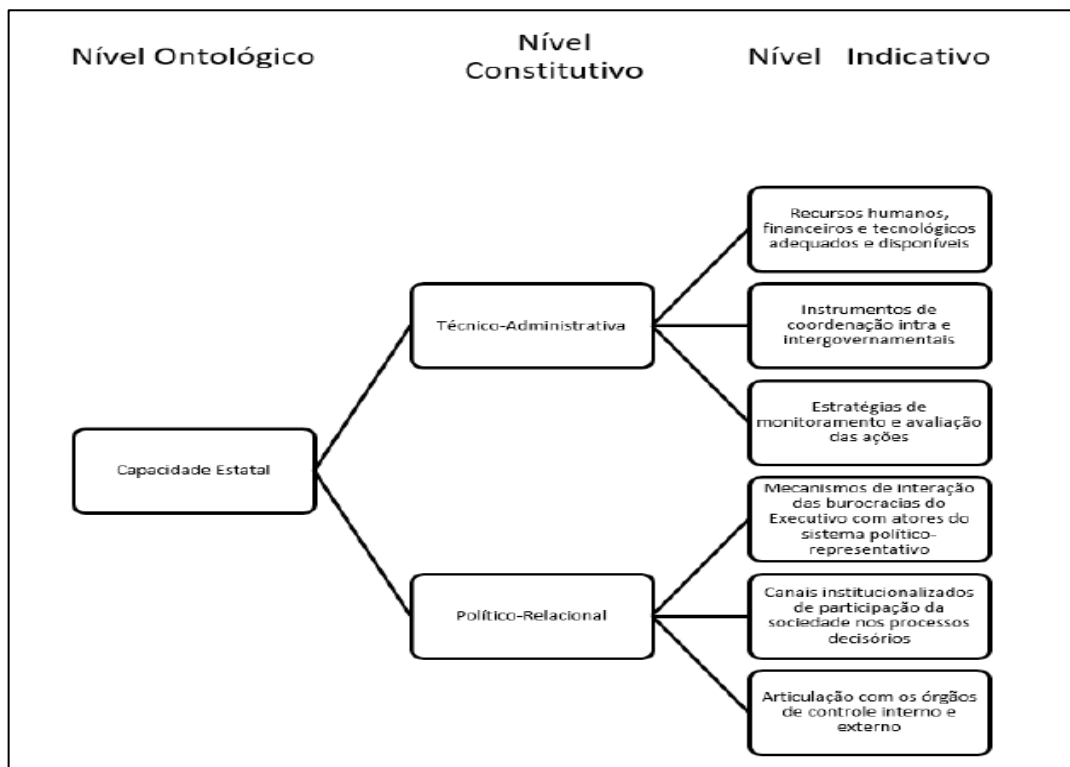 Nível Ontológico
Nível
Constitutivo
Nível Indicativo
Recursos humanos,
financeiros e tecnológicos
adequados e disponíveis
Técnico-Administrativa
Instrumentos de
coordenação intra e
intergovernamentais
Estratégias de
monitoramento e avaliação
das ações
Capacidade Estatal
Mecanismos de interação
das burocracias do
Executivo com atores do
sistema político-
representativo
Político-Relacional
Canais institucionalizados
de participação da
sociedade nos processos
decisórios
Articulação com os órgãos
de controle interno e
externo